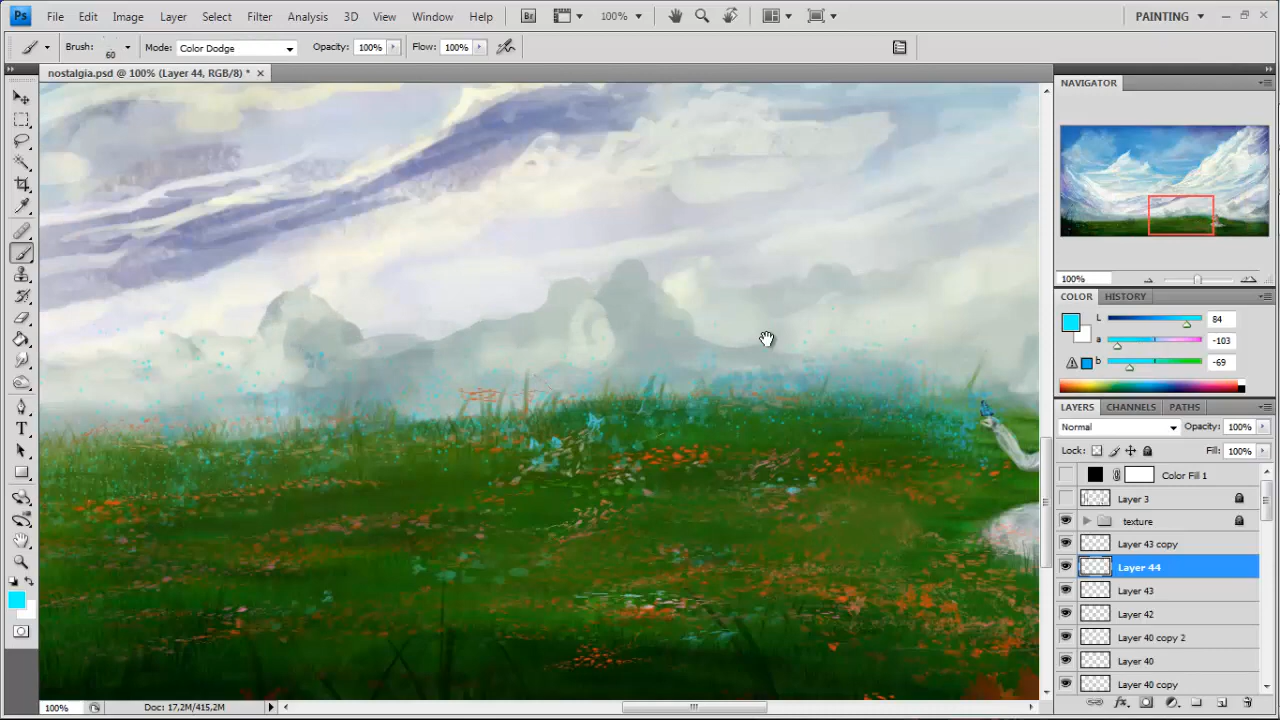 Ps File Edit Image Layer Select Filter Analysis 3D View Window Help Br 100% PAINTING
Brush: 60 Mode: Color Dodge Opacity: 100% Flow: 100%
nostalgia.psd @ 100% (Layer 44, RGB/8) *
NAVIGATOR
100%
COLOR HISTORY
L 84
a -103
b -69
LAYERS CHANNELS PATHS
Normal Opacity: 100%
Lock: Fill: 100%
Color Fill 1
Layer 3
texture
Layer 43 copy
Layer 44
Layer 43
Layer 42
Layer 40 copy 2
Layer 40
Layer 40 copy
T
100% Doc: 17,2M/415,2M